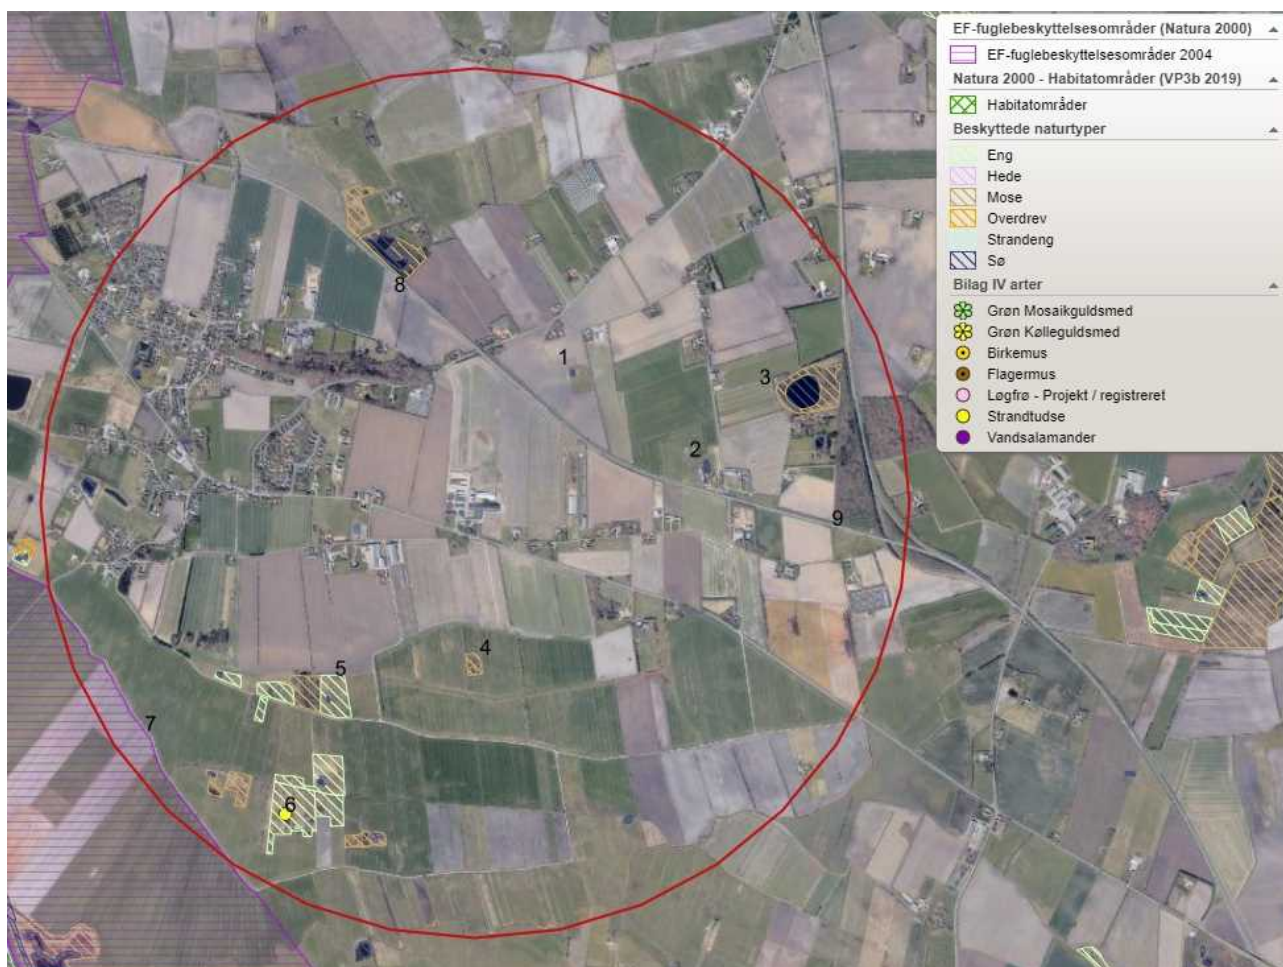 EF-fuglebeskyttelsesområder (Natura 2000)
EF-fuglebeskyttelsesområder 2004
Natura 2000 - Habitatområder (VP3b 2019)
Habitatområder
Beskyttede naturtyper
Eng
Hede
Mose
Overdrev
Strandeng
Sø
Bilag IV arter
Grøn Mosaikguldsmed
Grøn Kølleguldsmed
Birkemus
Flagermus
Løgfrø - Projekt / registreret
Strandtudse
Vandsalamander
8
1
3
2
9
4
5
7
6